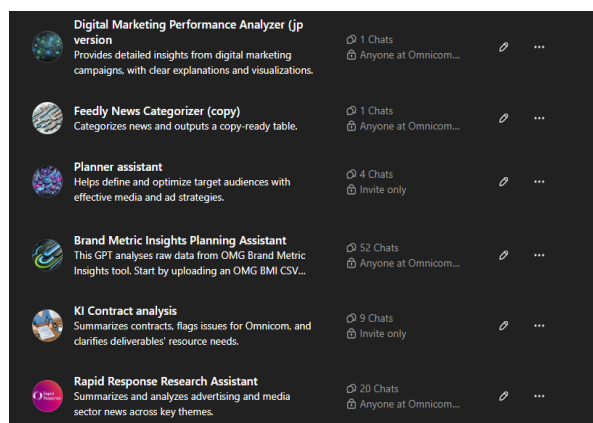 Digital Marketing Performance Analyzer (jp
version
Provides detailed insights from digital marketing
campaigns, with clear explanations and visualizations.
1 Chats
Anyone at Omnicom...
Feedly News Categorizer (copy)
Categorizes news and outputs a copy-ready table.
1 Chats
Anyone at Omnicom...
Planner assistant
Helps define and optimize target audiences with
effective media and ad strategies.
4 Chats
Invite only
Brand Metric Insights Planning Assistant
This GPT analyses raw data from OMG Brand Metric
Insights tool. Start by uploading an OMG BMI CSV...
52 Chats
Anyone at Omnicom...
KI Contract analysis
Summarizes contracts, flags issues for Omnicom, and
clarifies deliverables' resource needs.
9 Chats
Invite only
Rapid
Response
Rapid Response Research Assistant
Summarizes and analyzes advertising and media
sector news across key themes.
20 Chats
Anyone at Omnicom...